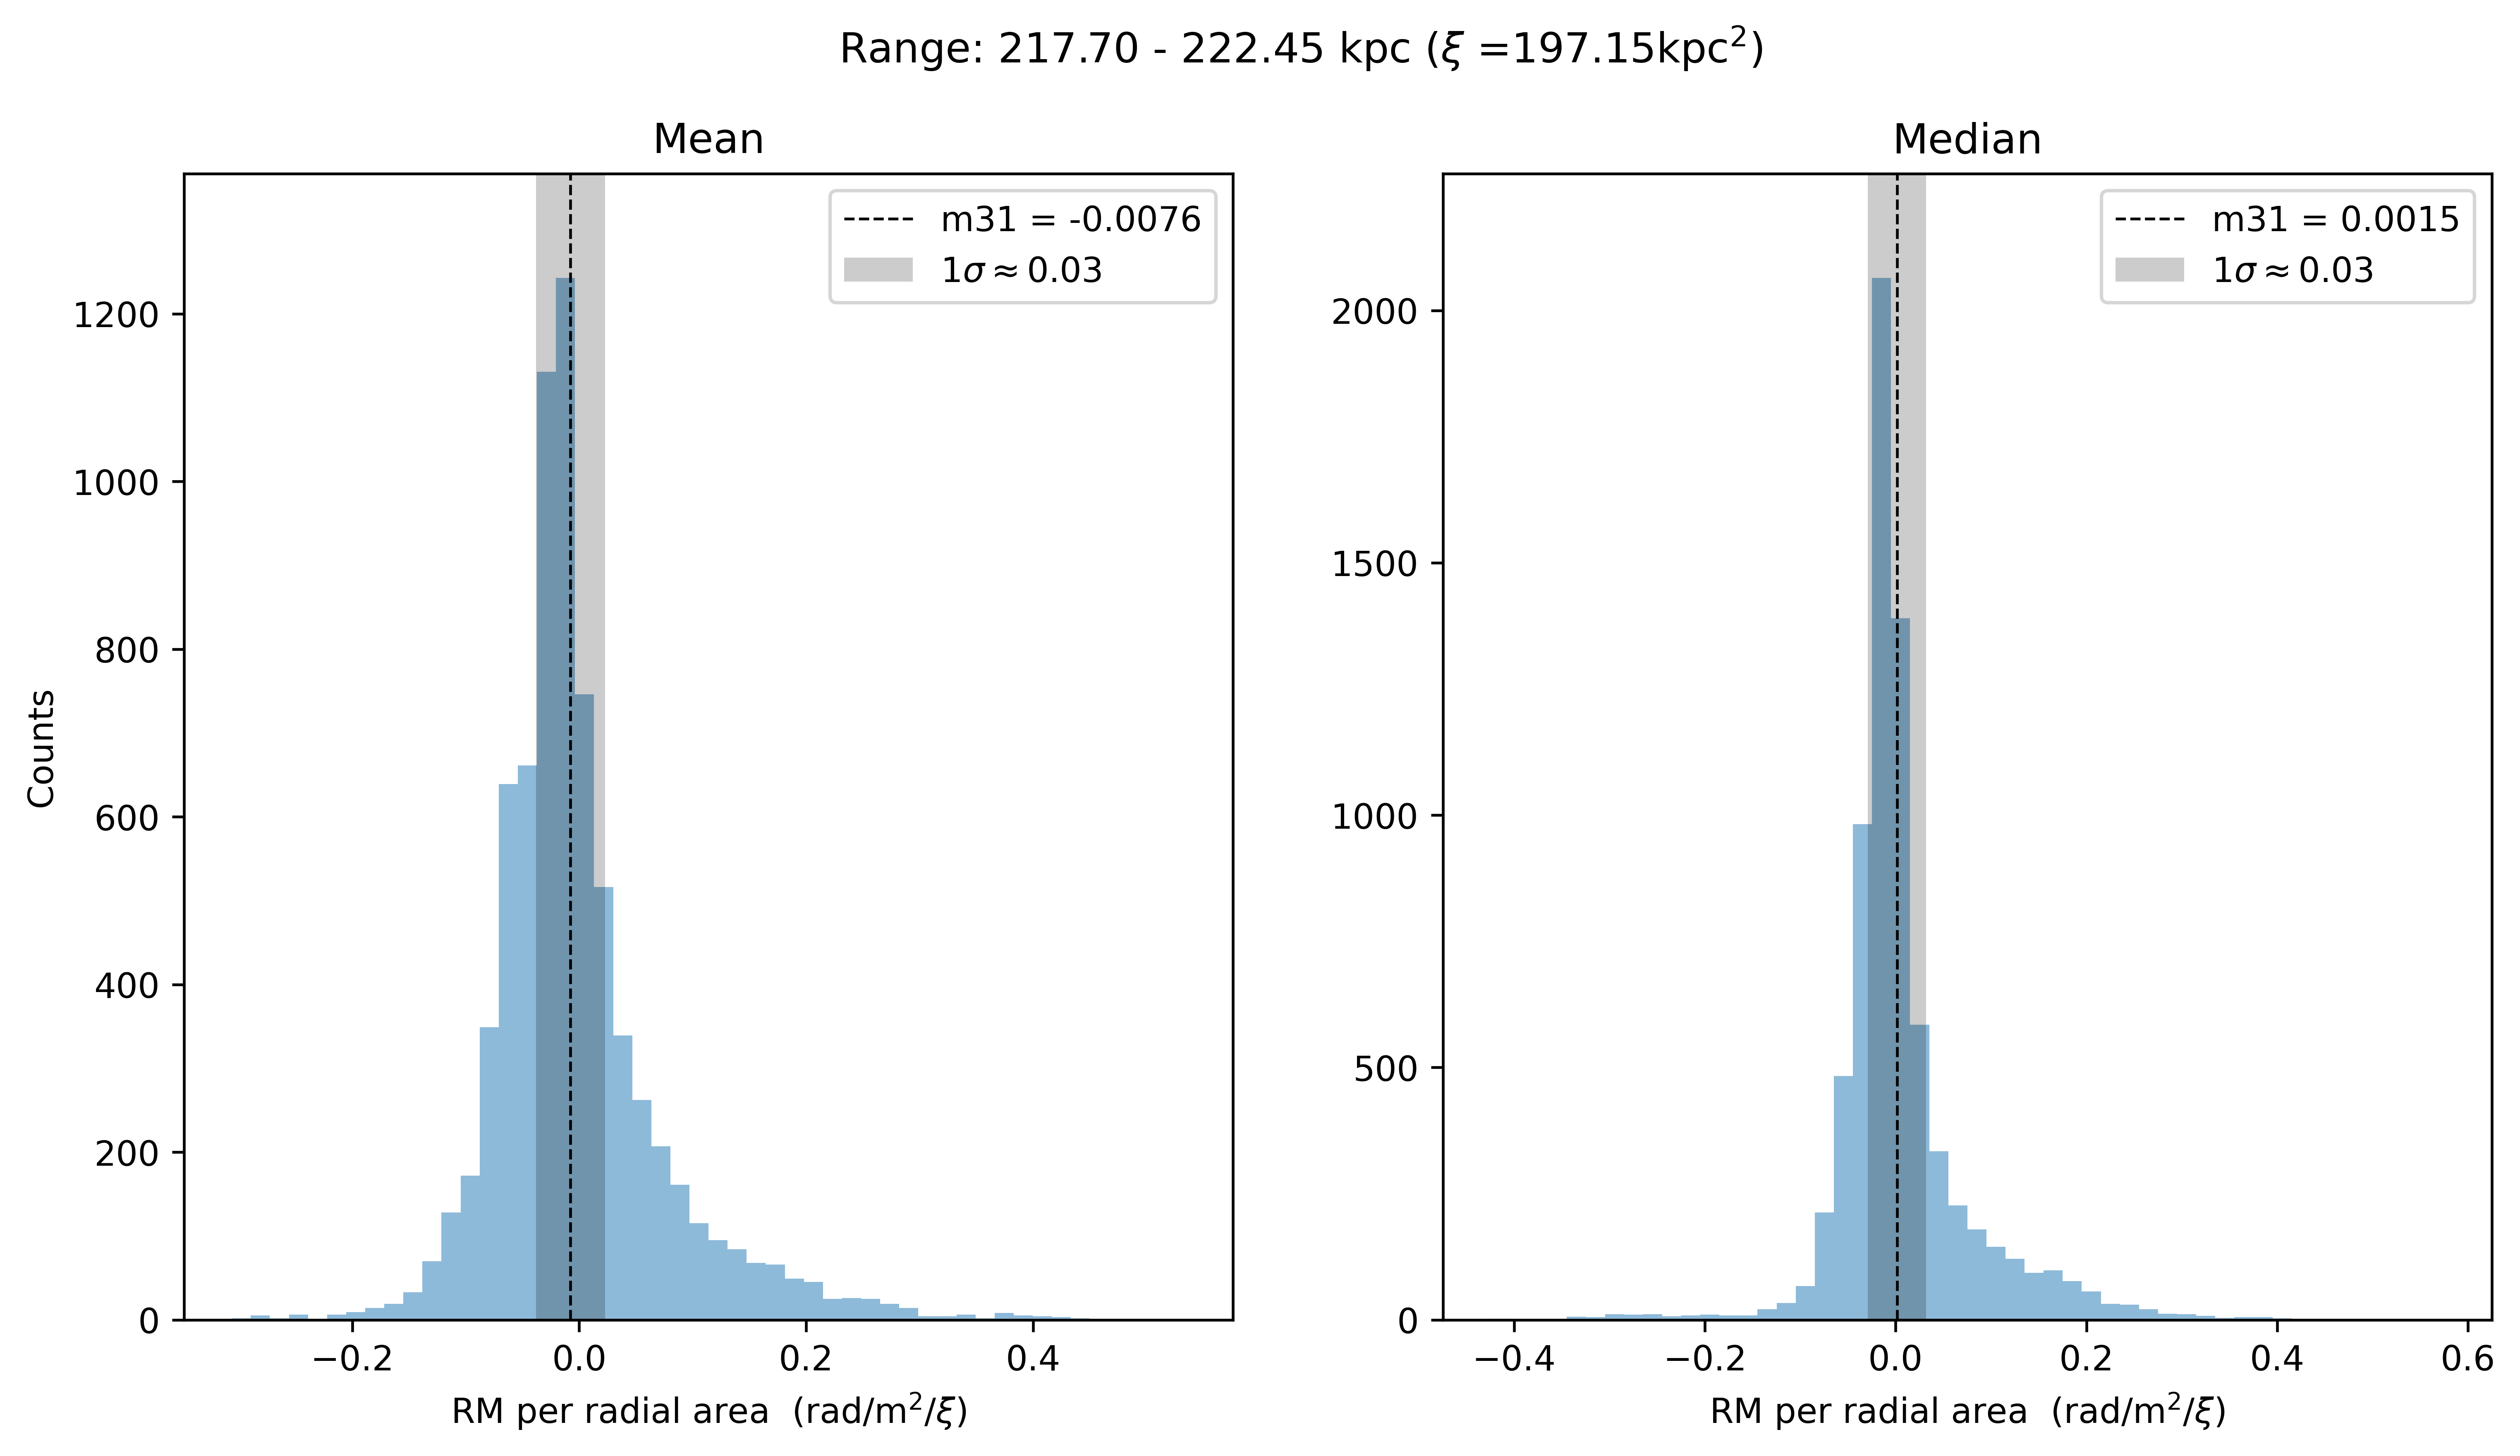 Range: 217.70 - 222.45 kpc (ξ =197.15kpc²)
Mean
m31 = -0.0076
1σ ≈ 0.03
Counts
1200
1000
800
600
400
200
0
−0.2 0.0 0.2 0.4
RM per radial area (rad/m²/ξ)
Median
m31 = 0.0015
1σ ≈ 0.03
2000
1500
1000
500
0
−0.4 −0.2 0.0 0.2 0.4 0.6
RM per radial area (rad/m²/ξ)